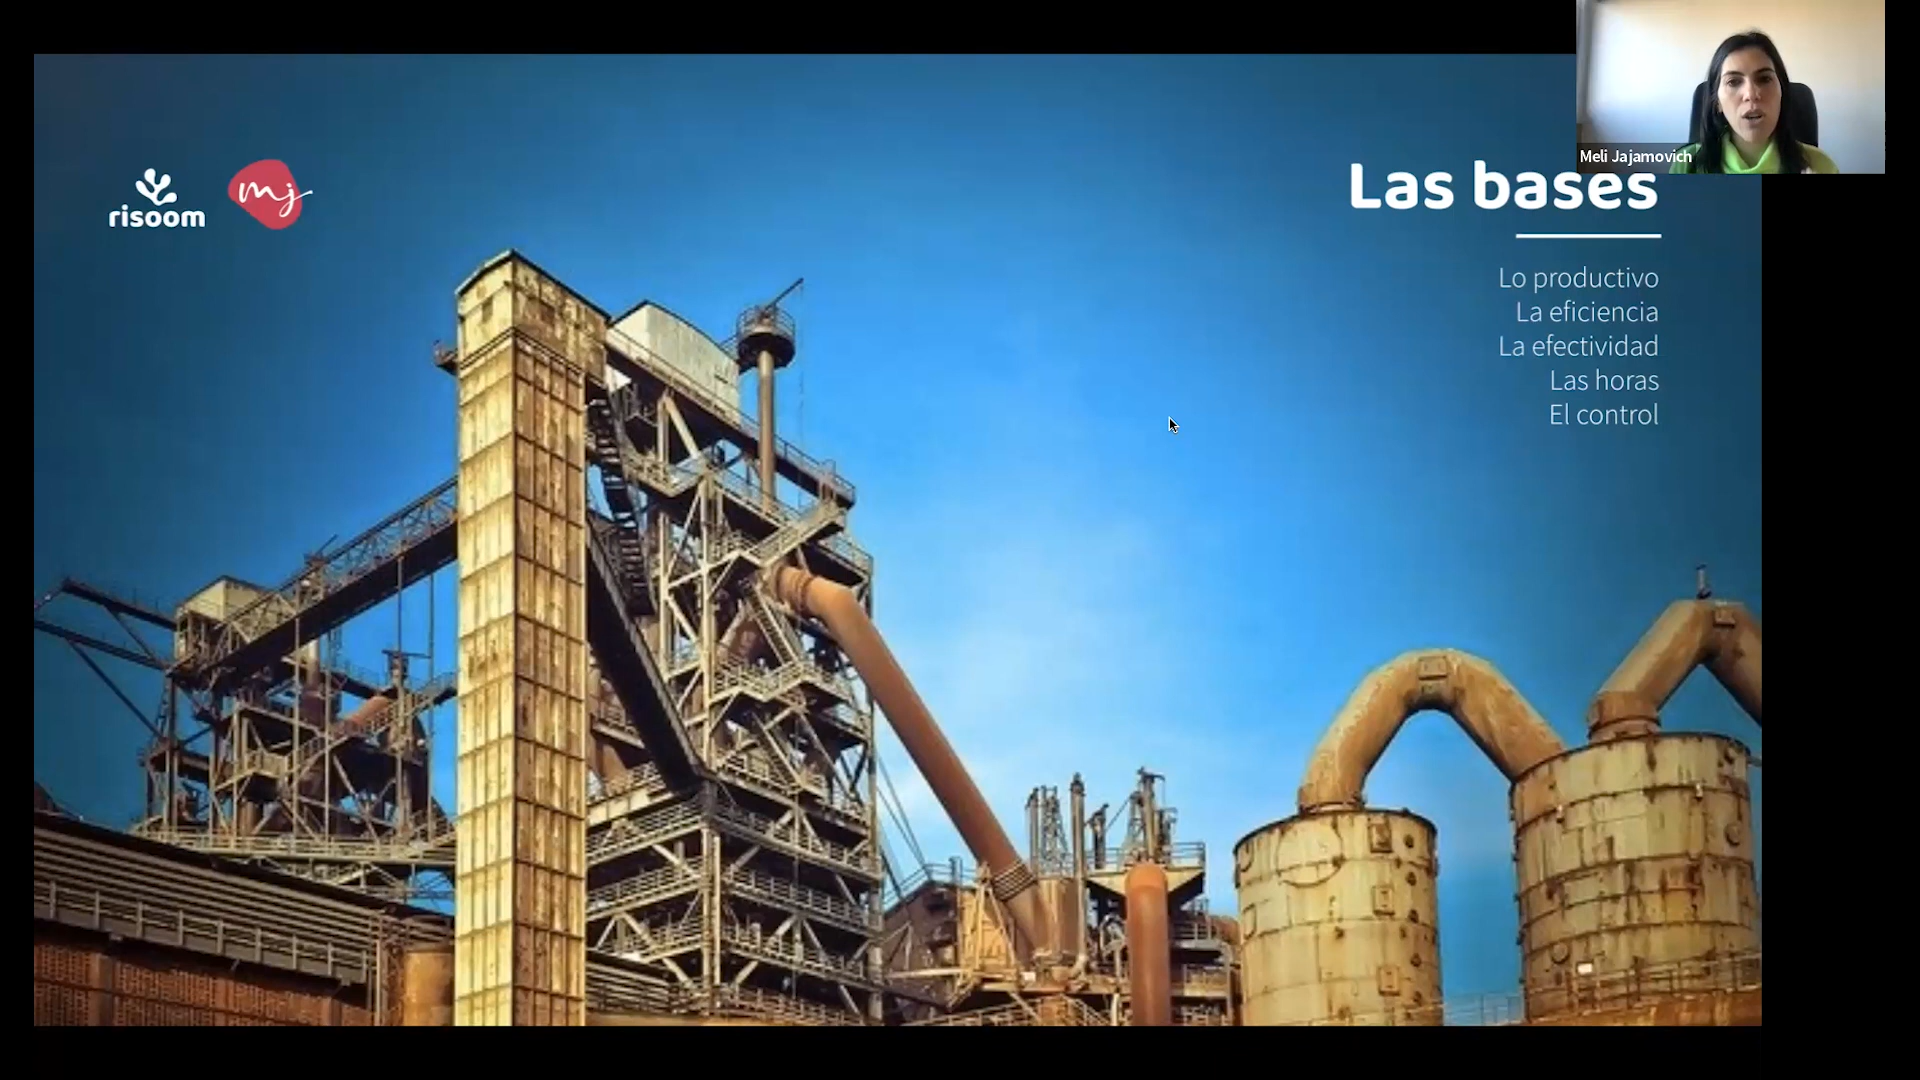 Meli Jajamovich
risoom
mj
Las bases
Lo productivo
La eficiencia
La efectividad
Las horas
El control